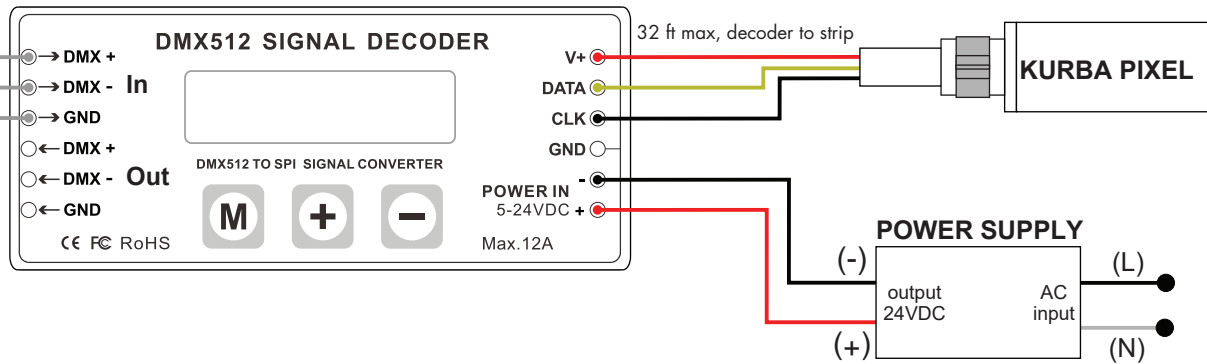 DMX512 SIGNAL DECODER
DMX +
DMX -
GND
In
DMX +
DMX -
GND
Out
DMX512 TO SPI SIGNAL CONVERTER
M
+
−
CE FC RoHS
V+
DATA
CLK
GND
-
POWER IN
5-24VDC +
Max.12A
32 ft max, decoder to strip
KURBA PIXEL
POWER SUPPLY
(-)
(+)
output
24VDC
AC
input
(L)
(N)